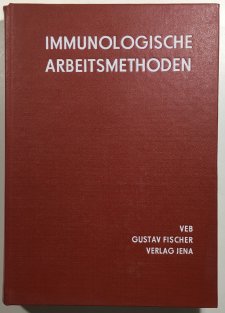 IMMUNOLOGISCHE
ARBEITSMETHODEN
VEB
GUSTAV FISCHER
VERLAG JENA